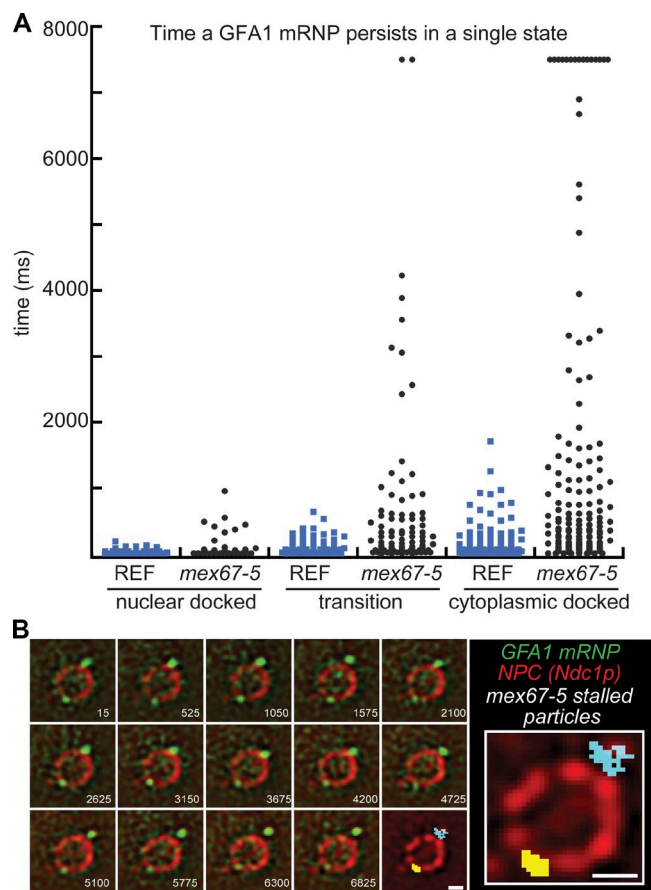 A
Time a GFA1 mRNP persists in a single state
8000
6000
4000
2000
time (ms)
REF mex67-5 REF mex67-5 REF mex67-5
nuclear docked transition cytoplasmic docked
B
15 525 1050 1575 2100
2625 3150 3675 4200 4725
5100 5775 6300 6825
GFA1 mRNP
NPC (Ndc1p)
mex67-5 stalled
particles